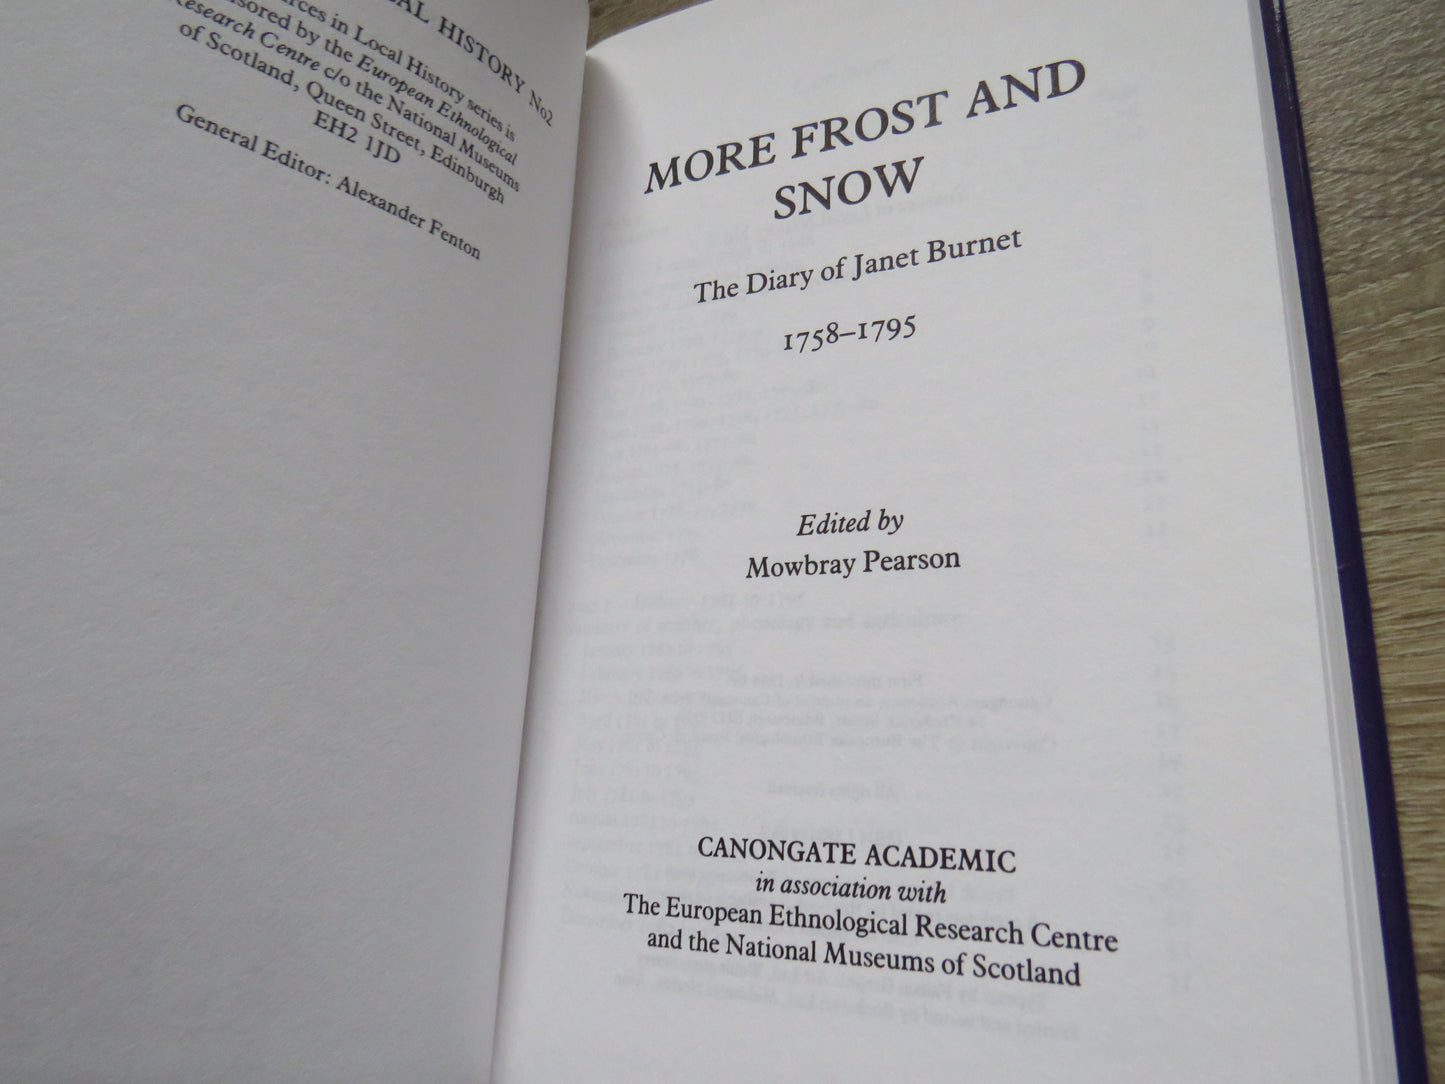 AL HISTORY No2
rces in Local History series is
sored by the European Ethnological
Research Centre c/o the National Museums
of Scotland, Queen Street, Edinburgh
EH2 1JD
General Editor: Alexander Fenton
MORE FROST AND
SNOW
The Diary of Janet Burnet
1758–1795
Edited by
Mowbray Pearson
CANONGATE ACADEMIC
in association with
The European Ethnological Research Centre
and the National Museums of Scotland